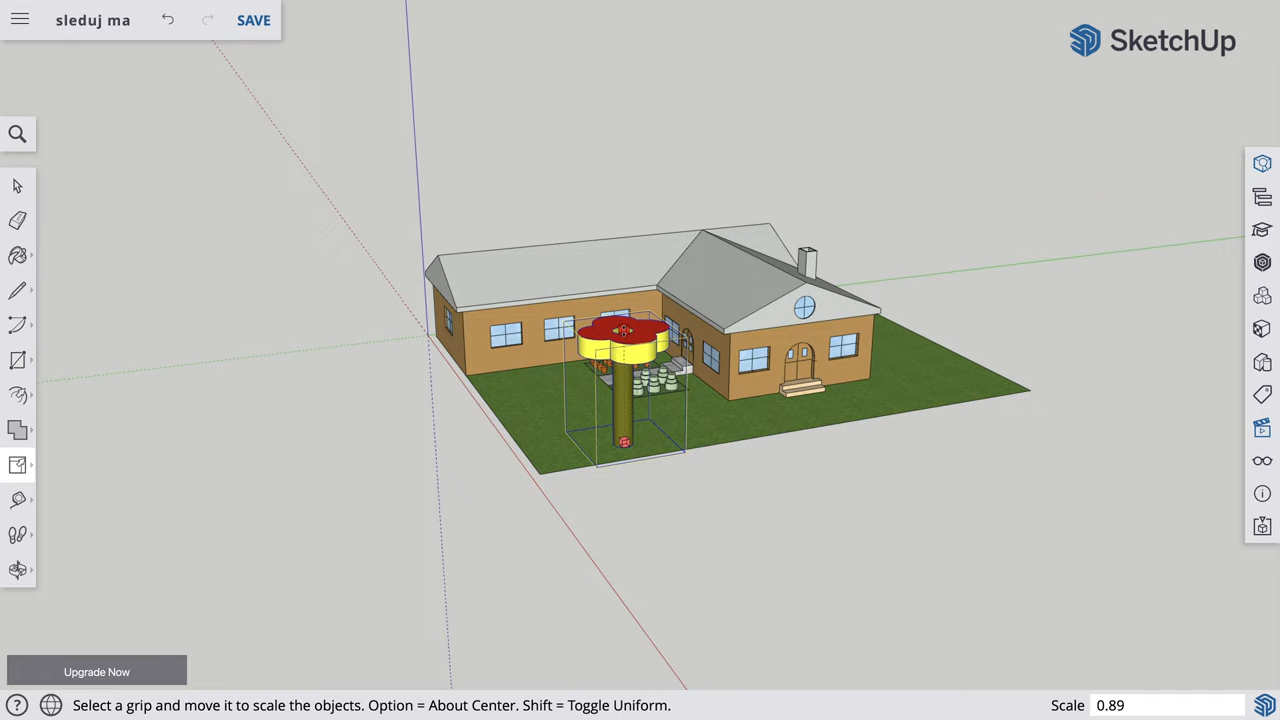 sleduj ma
SAVE
SketchUp
Upgrade Now
Select a grip and move it to scale the objects. Option = About Center. Shift = Toggle Uniform.
Scale 0.89